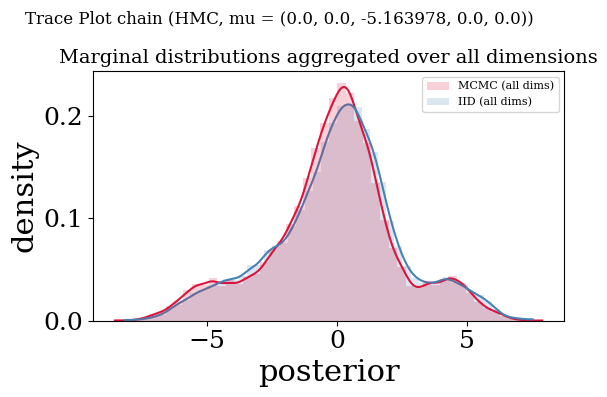 Trace Plot chain (HMC, mu = (0.0, 0.0, -5.163978, 0.0, 0.0))
Marginal distributions aggregated over all dimensions
MCMC (all dims)
IID (all dims)
density
0.2
0.1
0.0
−5
0
5
posterior